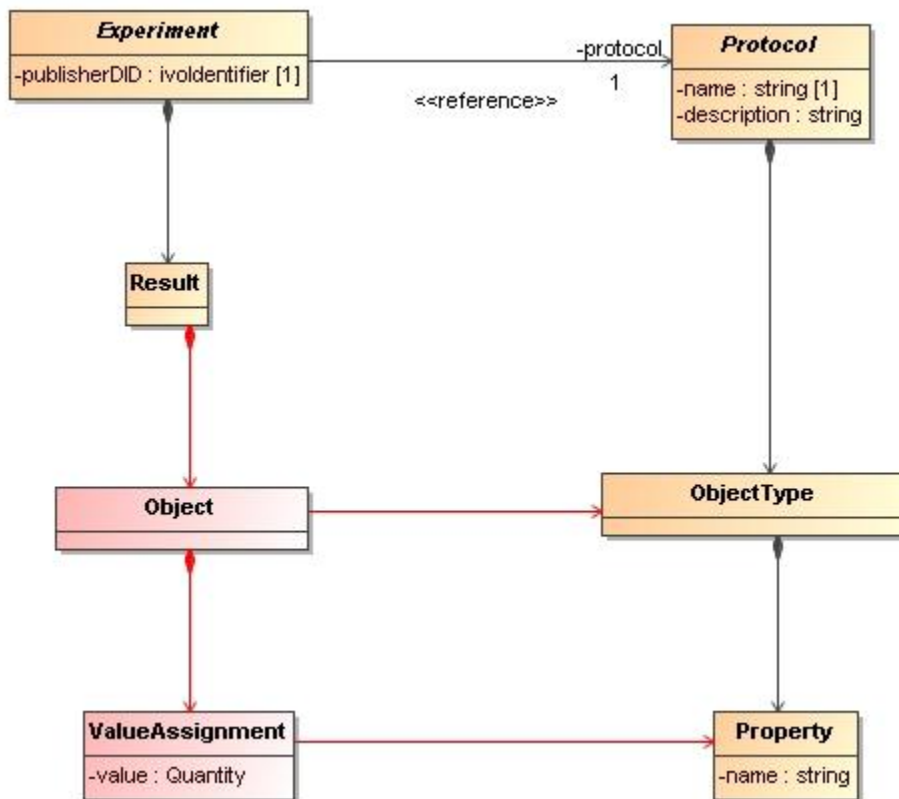 Experiment
-publisherDID : ivoIdentifier [1]
-protocol
1
<<reference>>
Protocol
-name : string [1]
-description : string
Result
Object
ObjectType
ValueAssignment
-value : Quantity
Property
-name : string